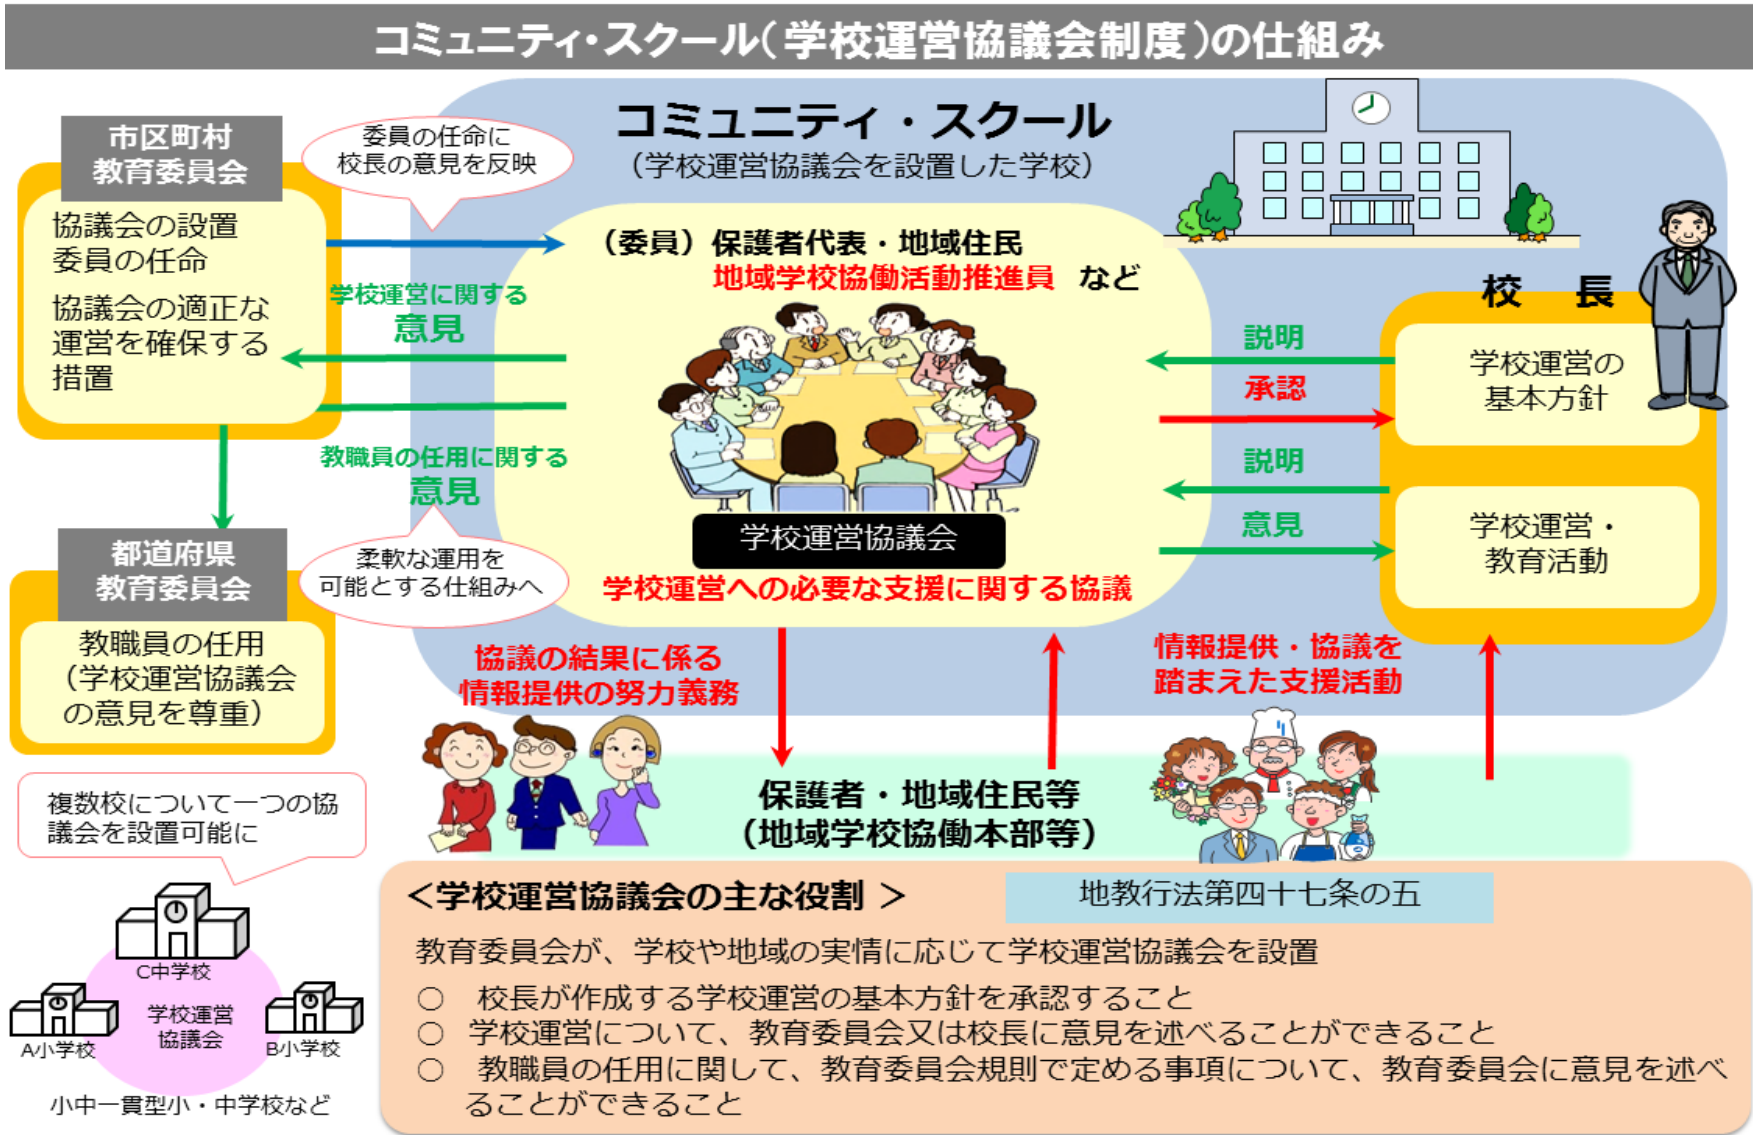 コミュニティ・スクール(学校運営協議会制度)の仕組み
市区町村
教育委員会
協議会の設置
委員の任命
協議会の適正な
運営を確保する
措置
委員の任命に
校長の意見を反映
コミュニティ・スクール
(学校運営協議会を設置した学校)
(委員)保護者代表・地域住民
地域学校協働活動推進員 など
学校運営に関する
意見
教職員の任用に関する
意見
柔軟な運用を
可能とする仕組みへ
学校運営協議会
学校運営への必要な支援に関する協議
校 長
学校運営の
基本方針
説明
承認
説明
意見
学校運営・
教育活動
都道府県
教育委員会
教職員の任用
(学校運営協議会
の意見を尊重)
協議の結果に係る
情報提供の努力義務
情報提供・協議を
踏まえた支援活動
保護者・地域住民等
(地域学校協働本部等)
複数校について一つの協
議会を設置可能に
C中学校
学校運営
協議会
A小学校
B小学校
小中一貫型小・中学校など
<学校運営協議会の主な役割 >
地教行法第四十七条の五
教育委員会が、学校や地域の実情に応じて学校運営協議会を設置
○ 校長が作成する学校運営の基本方針を承認すること
○ 学校運営について、教育委員会又は校長に意見を述べることができること
○ 教職員の任用に関して、教育委員会規則で定める事項について、教育委員会に意見を述べ
ることができること